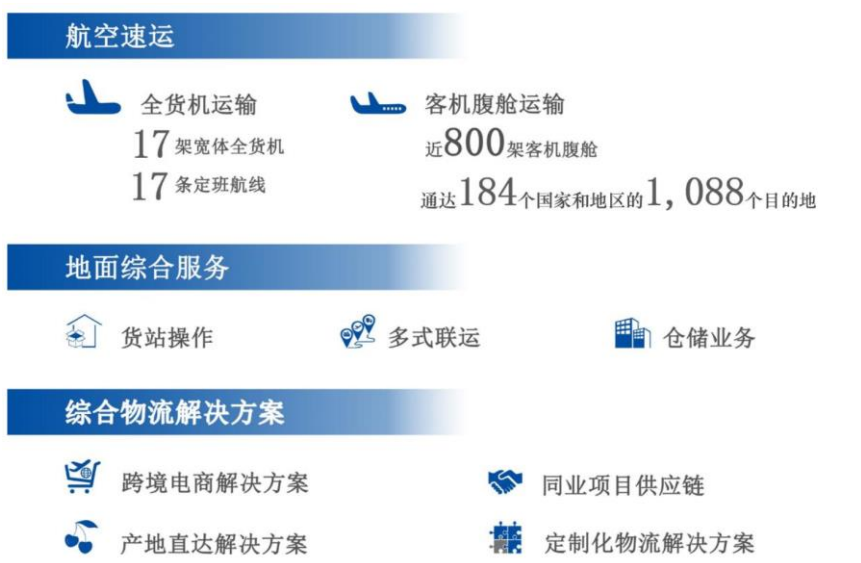 航空速运
全货机运输
17架宽体全货机
17条定班航线
客机腹舱运输
近800架客机腹舱
通达184个国家和地区的1,088个目的地
地面综合服务
货站操作
多式联运
仓储业务
综合物流解决方案
跨境电商解决方案
同业项目供应链
产地直达解决方案
定制化物流解决方案